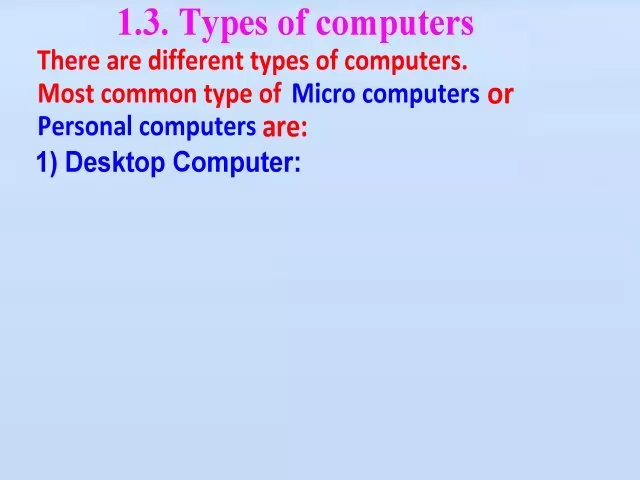 1.3. Types of computers
There are different types of computers.
Most common type of Micro computers or
Personal computers are:
1) Desktop Computer: